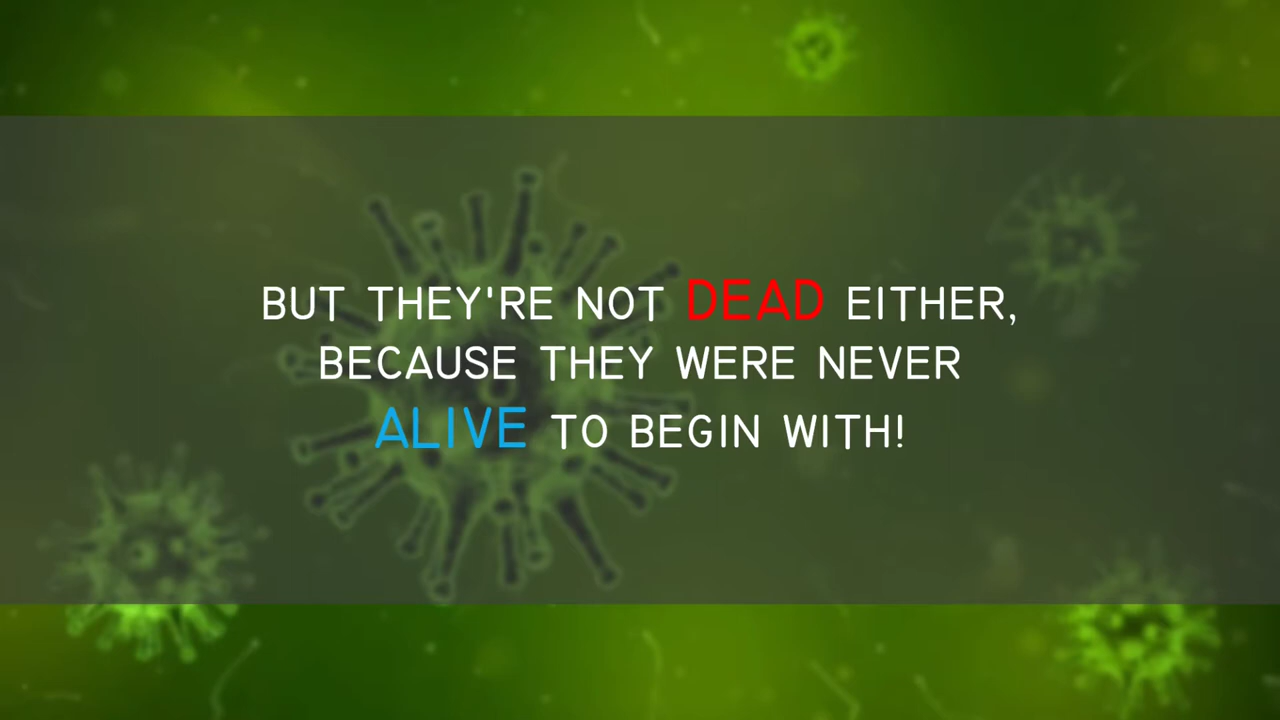 BUT THEY'RE NOT DEAD EITHER,
BECAUSE THEY WERE NEVER
ALIVE TO BEGIN WITH!